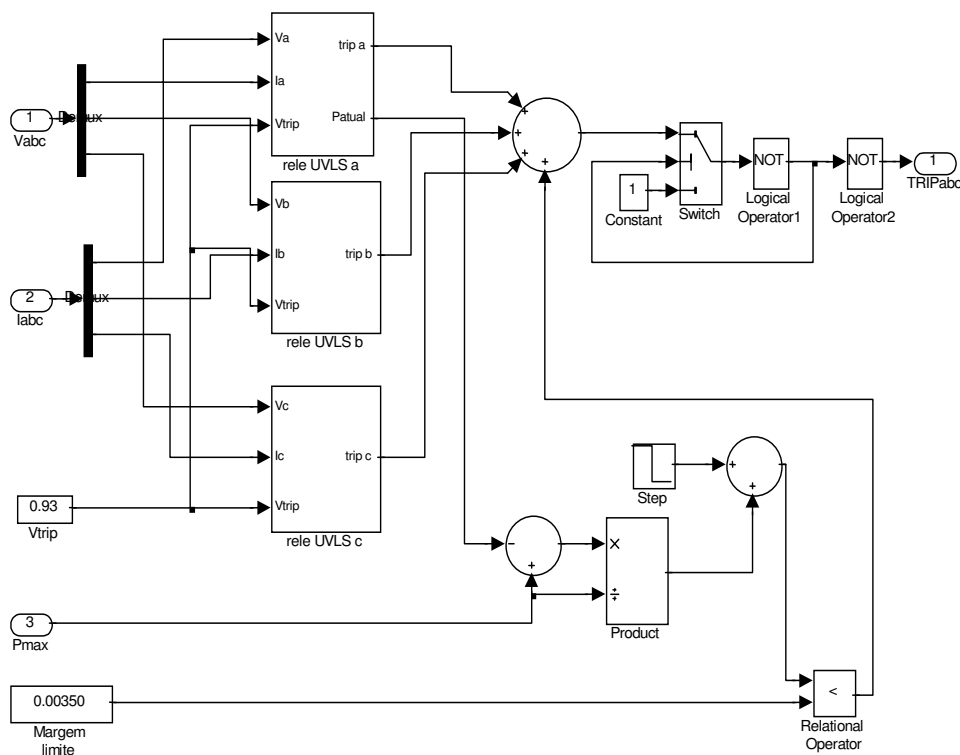 Va
Ia
Vtrip
trip a
Patual
rele UVLS a
1
Vabc
Demux
Vb
Ib
Vtrip
trip b
rele UVLS b
2
Iabc
Demux
Vc
Ic
Vtrip
trip c
rele UVLS c
0.93
Vtrip
3
Pmax
0.00350
Margem
limite
+
+
+
+
1
Constant
Switch
NOT
Logical
Operator1
NOT
Logical
Operator2
1
TRIPabc
Step
+
+
−
+
×
÷
Product
<
Relational
Operator